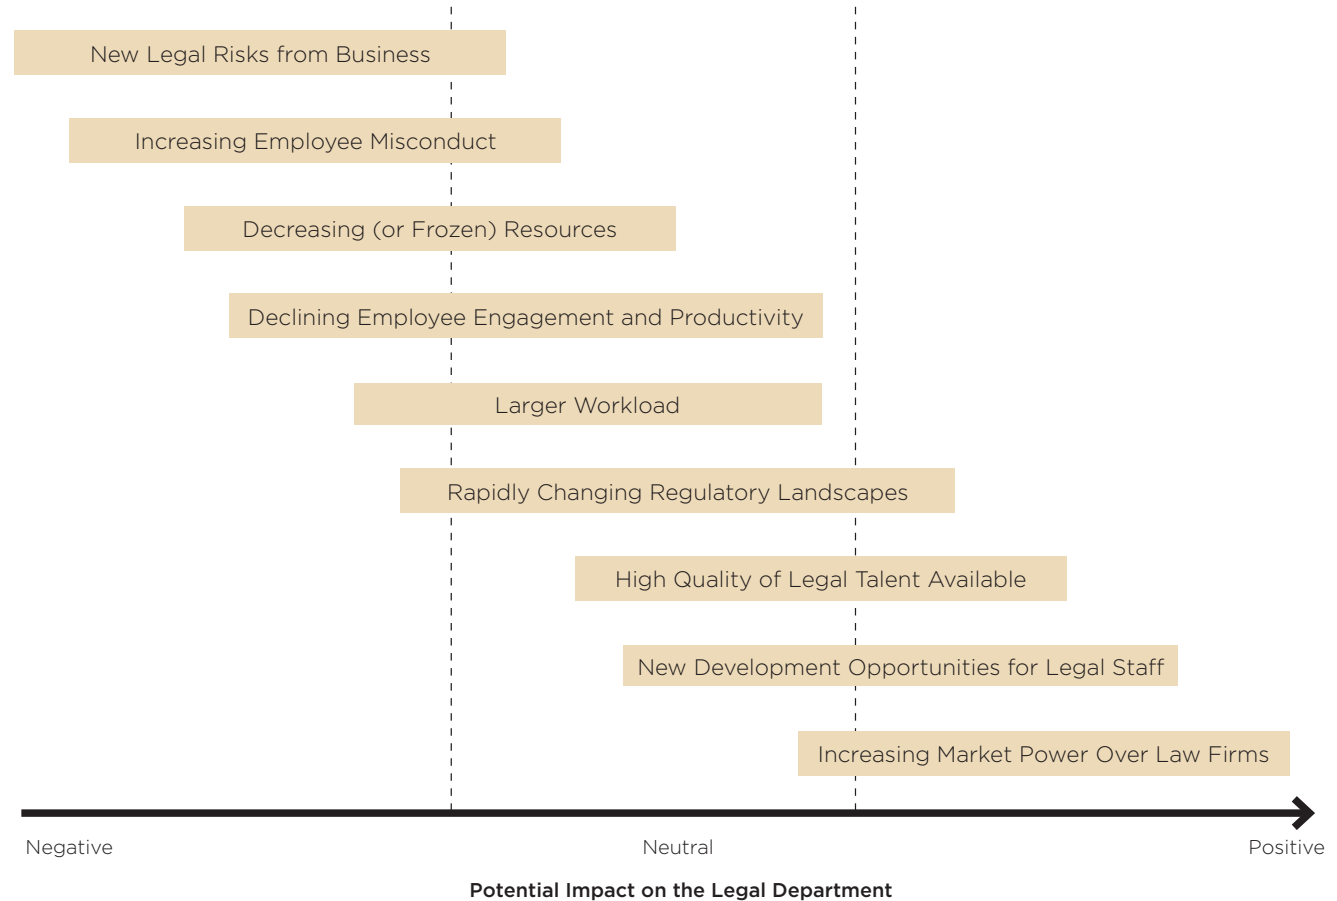 New Legal Risks from Business
Increasing Employee Misconduct
Decreasing (or Frozen) Resources
Declining Employee Engagement and Productivity
Larger Workload
Rapidly Changing Regulatory Landscapes
High Quality of Legal Talent Available
New Development Opportunities for Legal Staff
Increasing Market Power Over Law Firms
Negative Neutral Positive
Potential Impact on the Legal Department